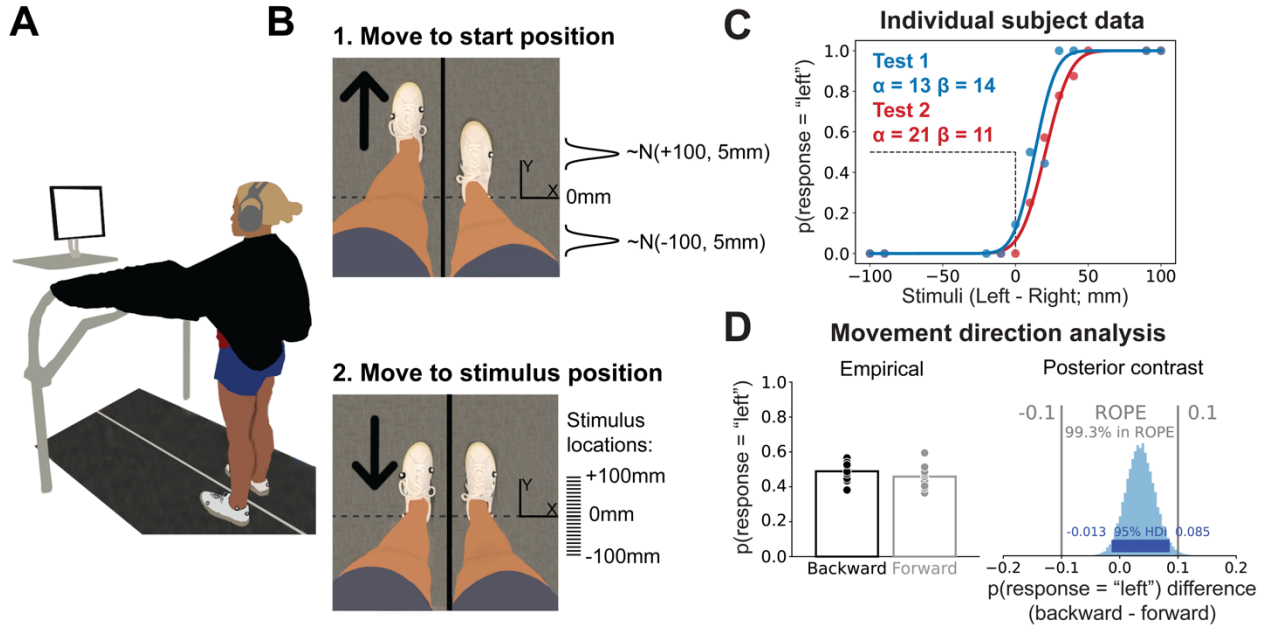 A
B
1. Move to start position
~N(+100, 5mm)
Y
X
0mm
~N(-100, 5mm)
2. Move to stimulus position
Stimulus
locations:
+100mm
0mm
-100mm
Y
X
C
Individual subject data
p(response = “left”)
1.0
0.8
0.6
0.4
0.2
0.0
Test 1
α = 13 β = 14
Test 2
α = 21 β = 11
−100
−50
0
50
100
Stimuli (Left - Right; mm)
D
Movement direction analysis
Empirical
p(response = “left”)
1.0
0.8
0.6
0.4
0.2
0.0
Backward
Forward
Posterior contrast
-0.1
ROPE
0.1
99.3% in ROPE
-0.013 95% HDI 0.085
−0.2
−0.1
0.0
0.1
0.2
p(response = “left”) difference
(backward - forward)